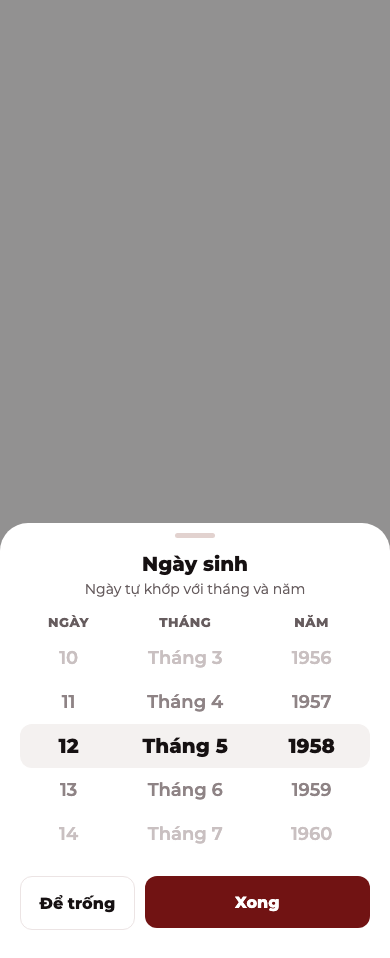 Ngày sinh
Ngày tự khớp với tháng và năm
NGÀY THÁNG NĂM
10 Tháng 3 1956
11 Tháng 4 1957
12 Tháng 5 1958
13 Tháng 6 1959
14 Tháng 7 1960
Để trống Xong